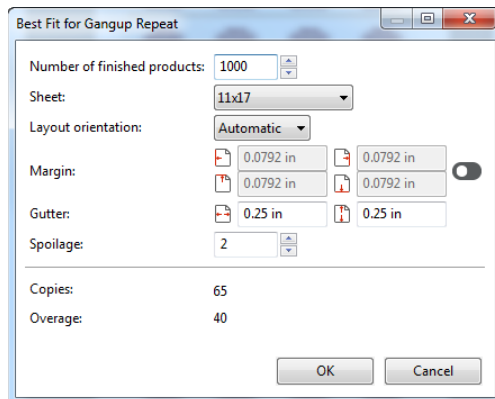 Best Fit for Gangup Repeat
Number of finished products: 1000
Sheet: 11x17
Layout orientation: Automatic
Margin: 0.0792 in 0.0792 in
0.0792 in 0.0792 in
Gutter: 0.25 in 0.25 in
Spoilage: 2
Copies: 65
Overage: 40
OK Cancel